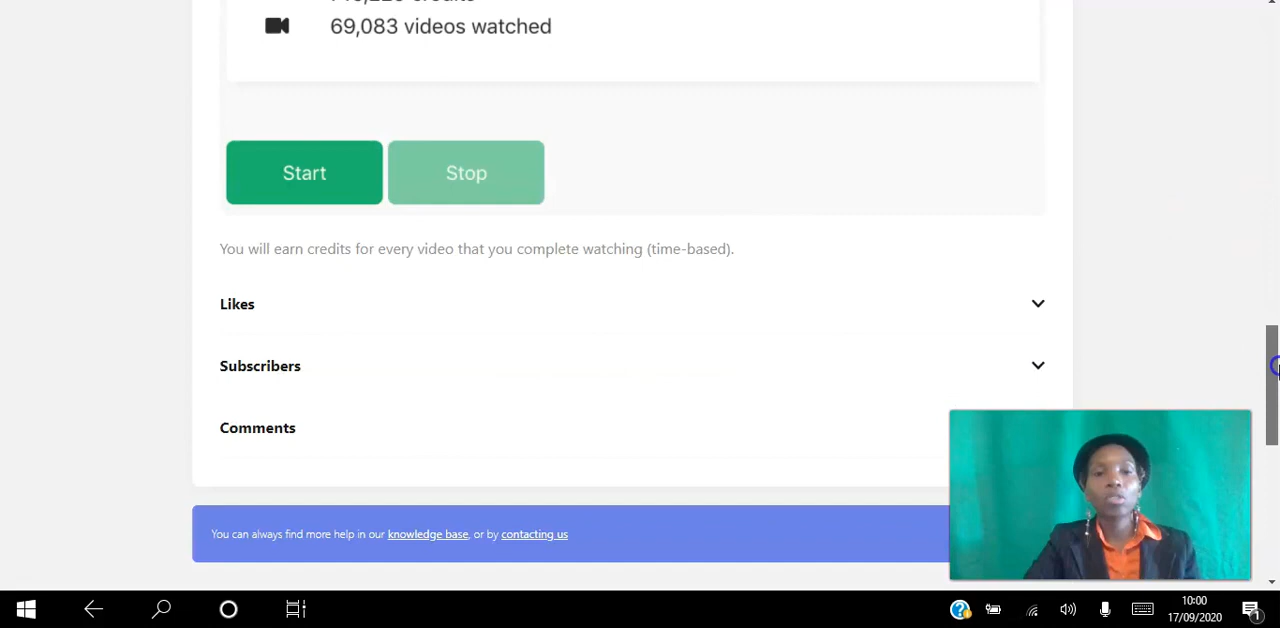 69,083 videos watched
Start
Stop
You will earn credits for every video that you complete watching (time-based).
Likes
Subscribers
Comments
You can always find more help in our knowledge base, or by contacting us
10:00
17/09/2020
1